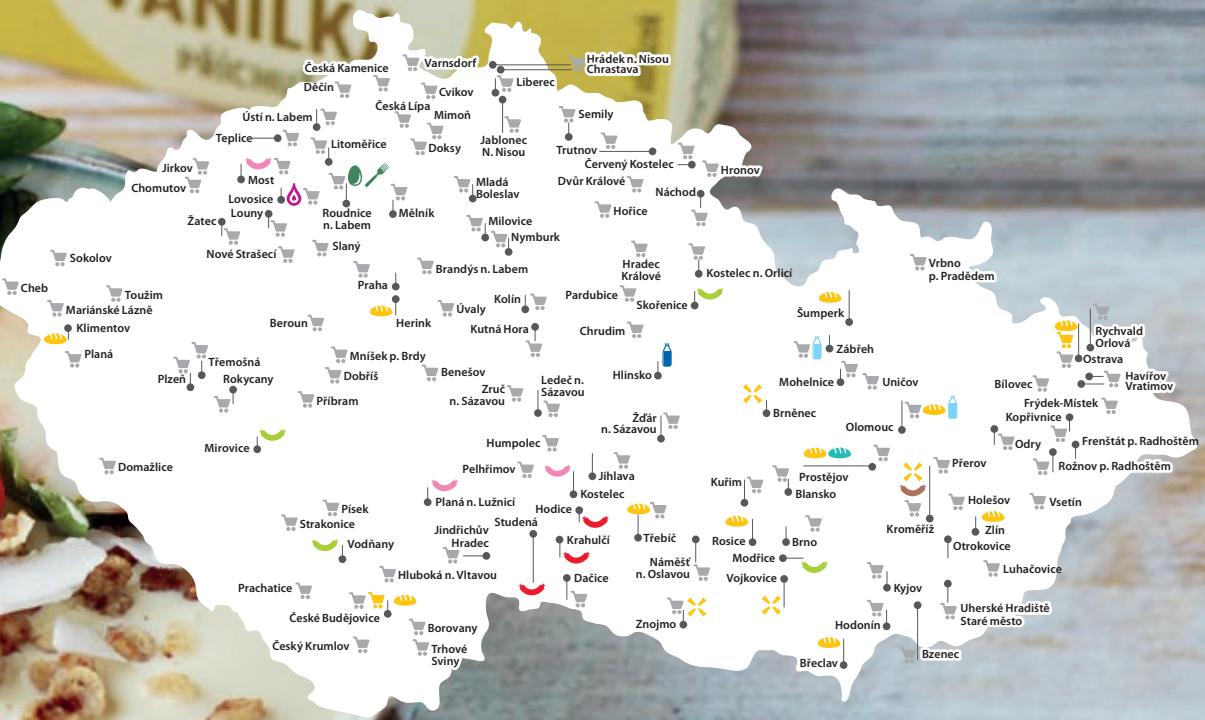 VANILKA
PŘÍCH
Česká Kamenice
Varnsdorf
Hrádek n. Nisou
Chrastava
Děčín
Cvikov
Liberec
Česká Lípa
Ústí n. Labem
Mimoň
Semily
Teplice
Litoměřice
Doksy
Jablonec
N. Nisou
Trutnov
Červený Kostelec
Hronov
Jirkov
Chomutov
Most
Mladá
Boleslav
Dvůr Králové
Náchod
Lovosice
Louny
Roudnice
n. Labem
Mělník
Hořice
Žatec
Milovice
Nymburk
Nové Strašecí
Slaný
Sokolov
Brandýs n. Labem
Hradec
Králové
Kostelec n. Orlicí
Vrbno
p. Pradědem
Cheb
Toužim
Praha
Mariánské Lázně
Kolín
Pardubice
Skořenice
Úvaly
Klimentov
Beroun
Herink
Kutná Hora
Chrudim
Šumperk
Rychvald
Orlová
Planá
Třemošná
Mníšek p. Brdy
Zábřeh
Ostrava
Plzeň
Rokycany
Dobříš
Benešov
Hlinsko
Mohelnice
Uničov
Bílovec
Havířov
Vratimov
Zruč
n. Sázavou
Ledeč n.
Sázavou
Příbram
Brněnec
Frýdek-Místek
Kopřivnice
Žďár
n. Sázavou
Olomouc
Mirovice
Humpolec
Odry
Frenštát p. Radhoštěm
Domažlice
Pelhřimov
Jihlava
Prostějov
Přerov
Rožnov p. Radhoštěm
Kuřim
Blansko
Kostelec
Planá n. Lužnicí
Písek
Hodice
Holešov
Vsetín
Strakonice
Studená
Kroměříž
Zlín
Jindřichův
Hradec
Krahulčí
Třebíč
Rosice
Brno
Otrokovice
Vodňany
Modřice
Náměšť
n. Oslavou
Luhačovice
Hluboká n. Vltavou
Dačice
Vojkovice
Prachatice
Kyjov
Uherské Hradiště
Staré město
České Budějovice
Borovany
Znojmo
Hodonín
Český Krumlov
Trhové
Sviny
Břeclav
Bzenec